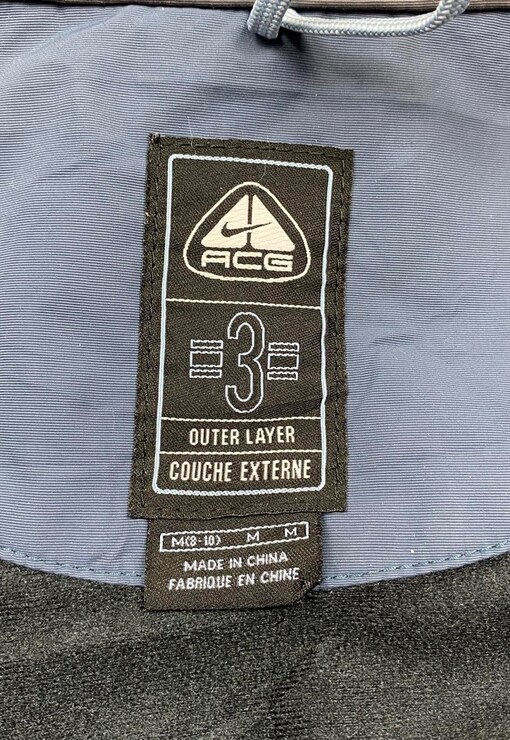 ACG
3
OUTER LAYER
COUCHE EXTERNE
M(8-10) M M
MADE IN CHINA
FABRIQUE EN CHINE